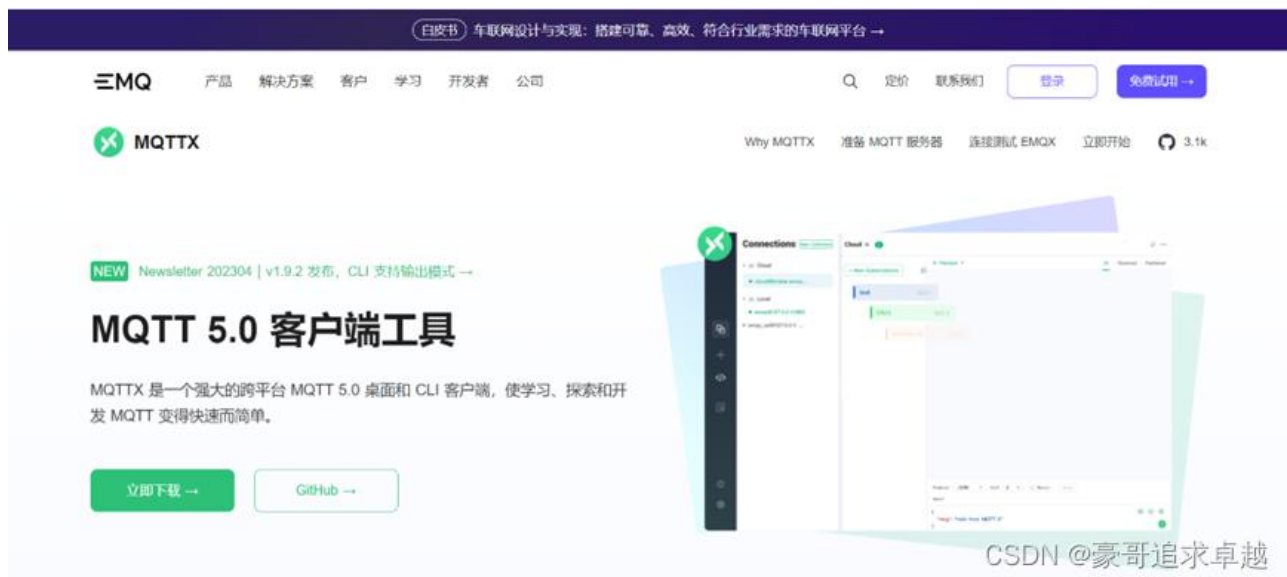 白皮书 车联网设计与实现：搭建可靠、高效、符合行业需求的车联网平台 →
EMQ 产品 解决方案 客户 学习 开发者 公司 定价 联系我们 登录 免费试用 →
MQTTX Why MQTTX 准备 MQTT 服务器 连接测试 EMQX 立即开始 3.1k
NEW Newsletter 202304 | v1.9.2 发布，CLI 支持输出模式 →
MQTT 5.0 客户端工具
MQTTX 是一个强大的跨平台 MQTT 5.0 桌面和 CLI 客户端，使学习、探索和开
发 MQTT 变得快速而简单。
立即下载 → GitHub →
Connections
Cloud
Cloud
Local
CSDN @豪哥追求卓越